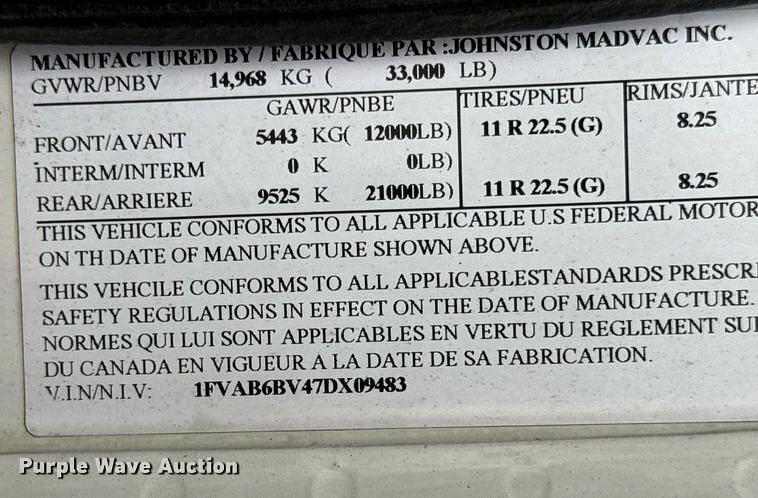 MANUFACTURED BY / FABRIQUE PAR :JOHNSTON MADVAC INC.
GVWR/PNBV 14,968 KG ( 33,000 LB)
GAWR/PNBE TIRES/PNEU RIMS/JANTE
FRONT/AVANT 5443 KG( 12000LB) 11 R 22.5 (G) 8.25
INTERM/INTERM 0 K 0LB)
REAR/ARRIERE 9525 K 21000LB) 11 R 22.5 (G) 8.25
THIS VEHICLE CONFORMS TO ALL APPLICABLE U.S FEDERAL MOTOR
ON TH DATE OF MANUFACTURE SHOWN ABOVE.
THIS VEHCILE CONFORMS TO ALL APPLICABLESTANDARDS PRESCRI
SAFETY REGULATIONS IN EFFECT ON THE DATE OF MANUFACTURE.
NORMES QUI LUI SONT APPLICABLES EN VERTU DU REGLEMENT SU
DU CANADA EN VIGUEUR A LA DATE DE SA FABRICATION.
V.I.N/N.I.V: 1FVAB6BV47DX09483
Purple Wave Auction